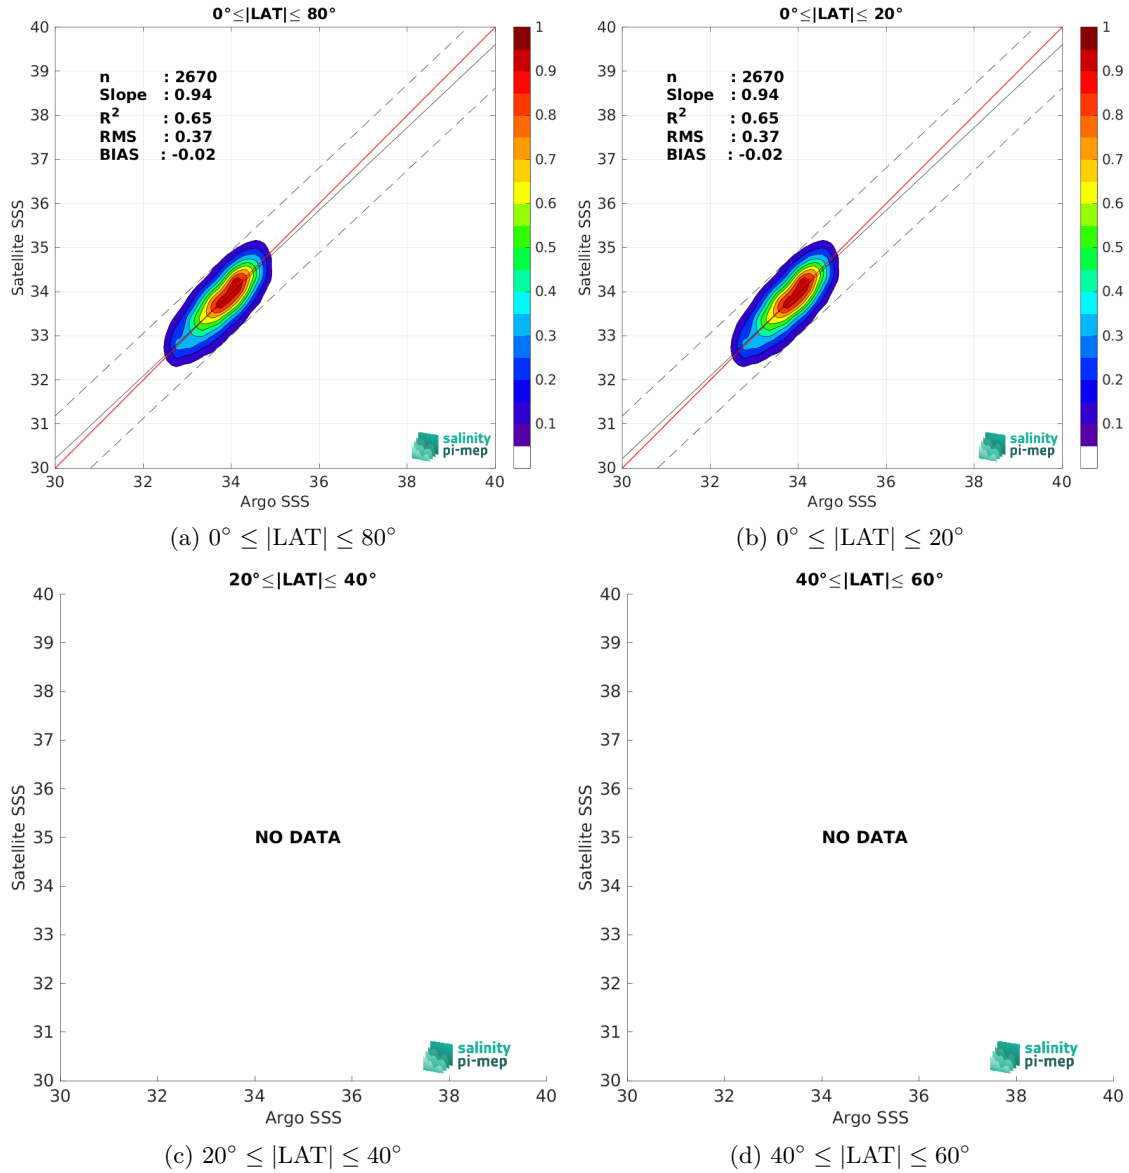 0°≤|LAT|≤ 80°
40
39
38
37
36
35
34
33
32
31
30
Satellite SSS
n : 2670
Slope : 0.94
R² : 0.65
RMS : 0.37
BIAS : -0.02
salinity
pi-mep
30 32 34 36 38 40
Argo SSS
1
0.9
0.8
0.7
0.6
0.5
0.4
0.3
0.2
0.1
(a) 0° ≤ |LAT| ≤ 80°
0°≤|LAT|≤ 20°
40
39
38
37
36
35
34
33
32
31
30
Satellite SSS
n : 2670
Slope : 0.94
R² : 0.65
RMS : 0.37
BIAS : -0.02
salinity
pi-mep
30 32 34 36 38 40
Argo SSS
1
0.9
0.8
0.7
0.6
0.5
0.4
0.3
0.2
0.1
(b) 0° ≤ |LAT| ≤ 20°
20°≤|LAT|≤ 40°
40
39
38
37
36
35
34
33
32
31
30
Satellite SSS
NO DATA
salinity
pi-mep
30 32 34 36 38 40
Argo SSS
(c) 20° ≤ |LAT| ≤ 40°
40°≤|LAT|≤ 60°
40
39
38
37
36
35
34
33
32
31
30
Satellite SSS
NO DATA
salinity
pi-mep
30 32 34 36 38 40
Argo SSS
(d) 40° ≤ |LAT| ≤ 60°